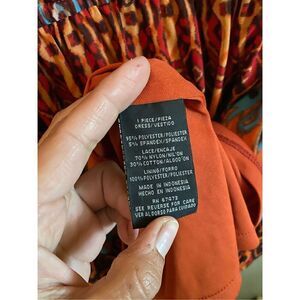 1 PIECE/PIEZA
DRESS/VESTIDO
95% POLYESTER/POLIESTER
5% SPANDEX/SPANDEX
LACE/ENCAJE
70% NYLON/NILON
30% COTTON/ALGODON
LINING/FORRO
100% POLYESTER/POLIESTER
MADE IN INDONESIA
HECHO EN INDONESIA
RN 67072
SEE REVERSE FOR CARE
VER AL DORSO PARA CUIDADO